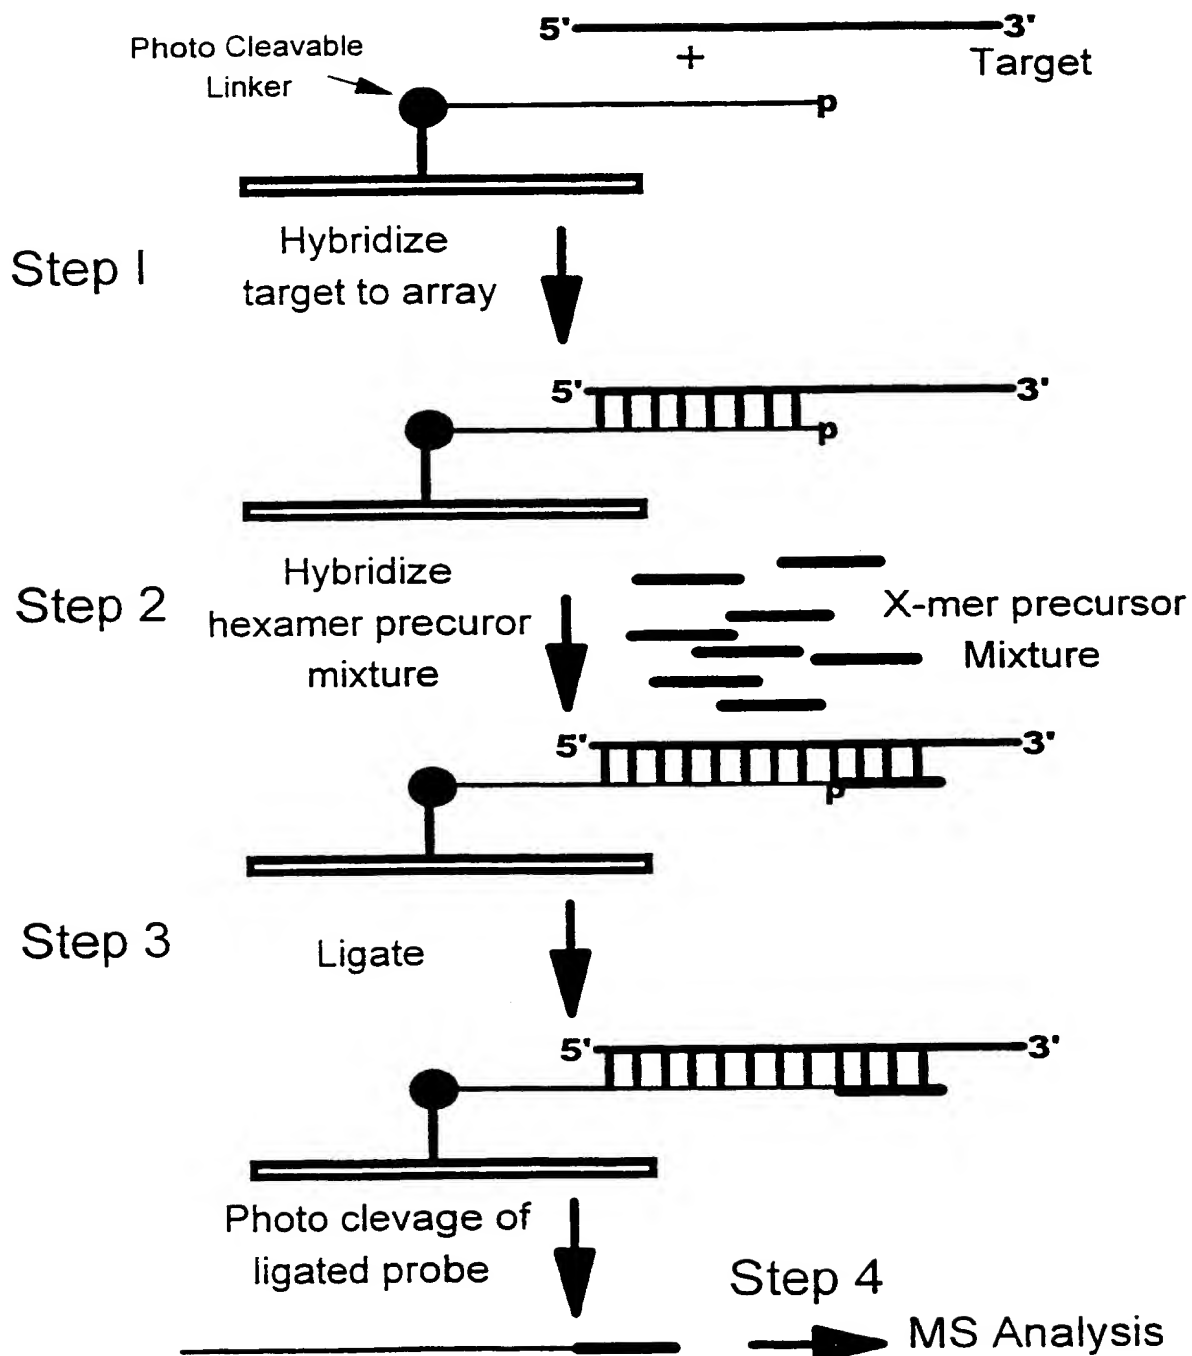 5' 3'
Photo Cleavable
Linker
+
Target
p
Step I
Hybridize
target to array
5' 3'
p
Step 2
Hybridize
hexamer precuror
mixture
X-mer precursor
Mixture
5' 3'
p
Step 3
Ligate
5' 3'
Photo clevage of
ligated probe
Step 4
MS Analysis